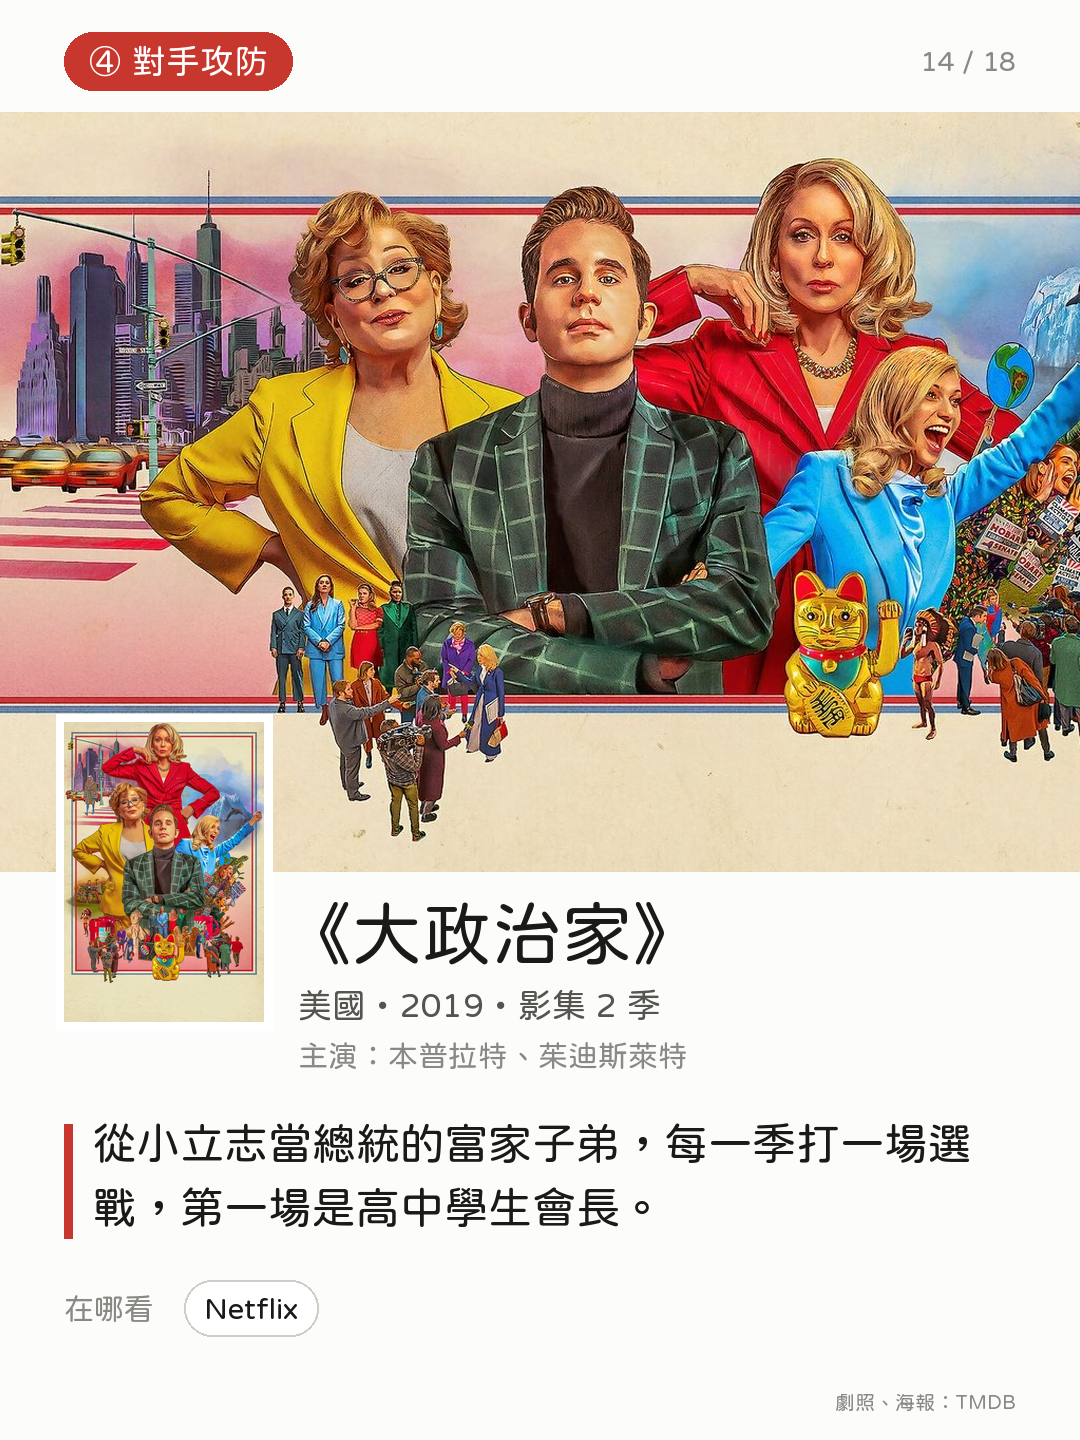 ④ 對手攻防
14 / 18
《大政治家》
美國・2019・影集 2 季
主演：本普拉特、茱迪斯萊特
從小立志當總統的富家子弟，每一季打一場選
戰，第一場是高中學生會長。
在哪看 Netflix
劇照、海報：TMDB